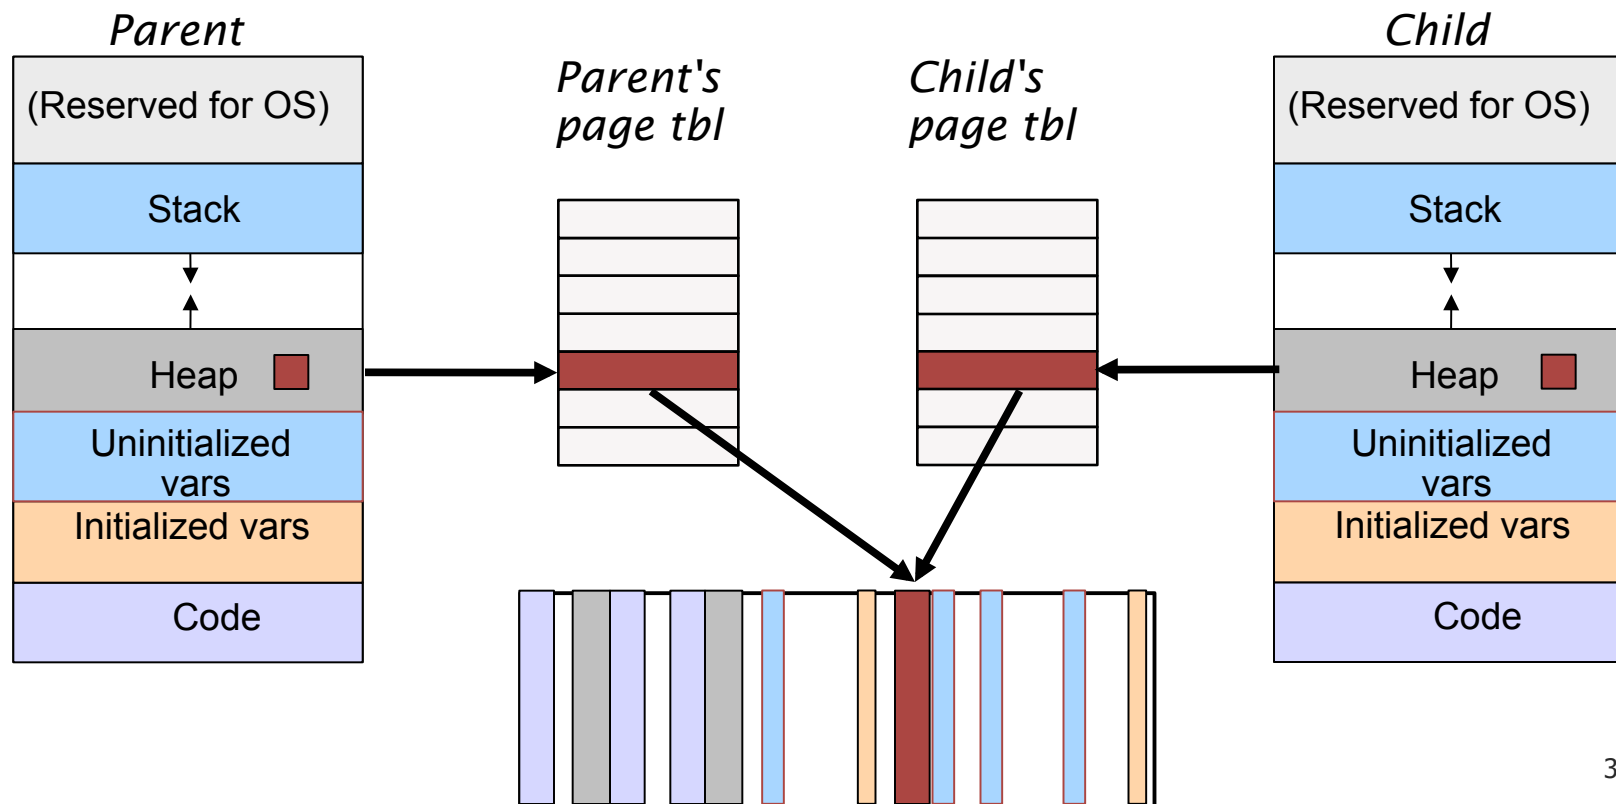 Parent
(Reserved for OS)
Stack
Heap
Uninitialized
vars
Initialized vars
Code
Parent's
page tbl
Child's
page tbl
Child
(Reserved for OS)
Stack
Heap
Uninitialized
vars
Initialized vars
Code
3